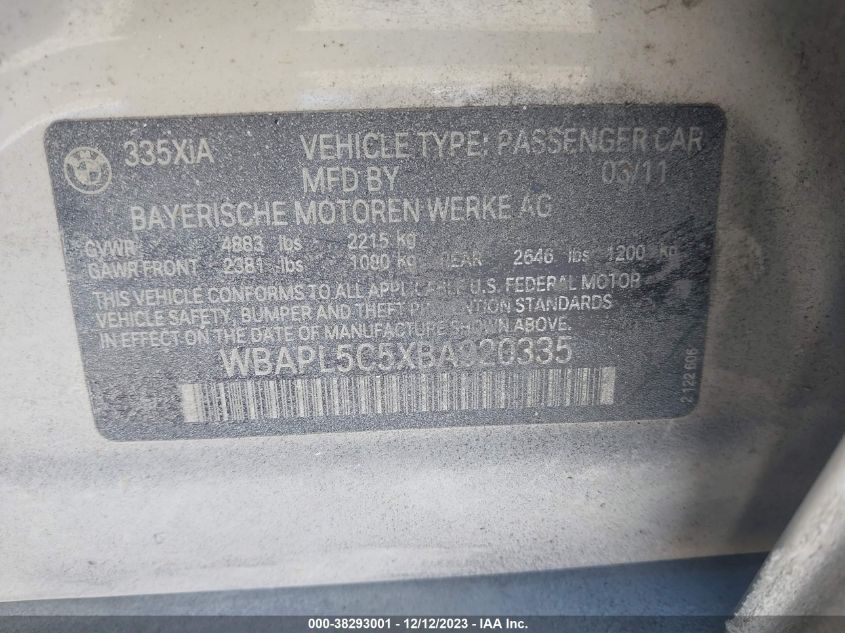 BMW
335XiA VEHICLE TYPE: PASSENGER CAR
MFD BY 03/11
BAYERISCHE MOTOREN WERKE AG
GVWR 4883 lbs 2215 kg
GAWR FRONT 2381 lbs 1080 kg REAR 2646 lbs 1200 kg
THIS VEHICLE CONFORMS TO ALL APPLICABLE U.S. FEDERAL MOTOR
VEHICLE SAFETY, BUMPER AND THEFT PREVENTION STANDARDS
IN EFFECT ON THE DATE OF MANUFACTURE SHOWN ABOVE.
WBAPL5C5XBA920335
2 122 606
000-38293001 - 12/12/2023 - IAA Inc.